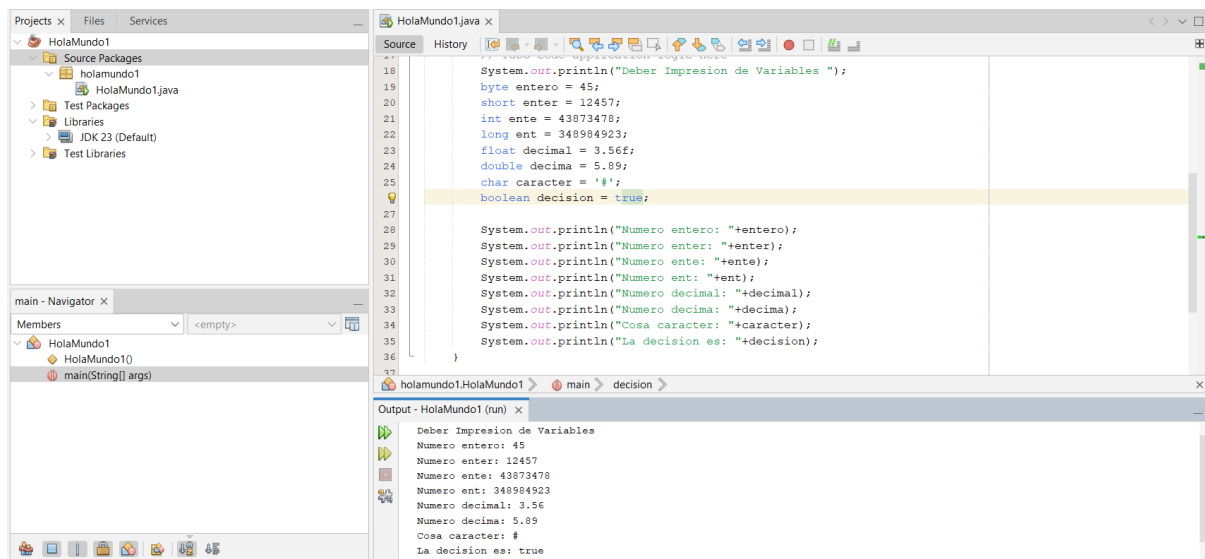 Projects × Files Services
HolaMundo1
Source Packages
holamundo1
HolaMundo1.java
Test Packages
Libraries
JDK 23 (Default)
Test Libraries
main - Navigator ×
Members <empty>
HolaMundo1
HolaMundo1()
main(String[] args)
HolaMundo1.java ×
Source History
17 // TODO code application logic here
18 System.out.println("Deber Impresion de Variables ");
19 byte entero = 45;
20 short enter = 12457;
21 int ente = 43873478;
22 long ent = 348984923;
23 float decimal = 3.56f;
24 double decima = 5.89;
25 char caracter = '#';
boolean decision = true;
27
28 System.out.println("Numero entero: "+entero);
29 System.out.println("Numero enter: "+enter);
30 System.out.println("Numero ente: "+ente);
31 System.out.println("Numero ent: "+ent);
32 System.out.println("Numero decimal: "+decimal);
33 System.out.println("Numero decima: "+decima);
34 System.out.println("Cosa caracter: "+caracter);
35 System.out.println("La decision es: "+decision);
36 }
37
holamundo1.HolaMundo1 main decision
Output - HolaMundo1 (run) ×
Deber Impresion de Variables
Numero entero: 45
Numero enter: 12457
Numero ente: 43873478
Numero ent: 348984923
Numero decimal: 3.56
Numero decima: 5.89
Cosa caracter: #
La decision es: true